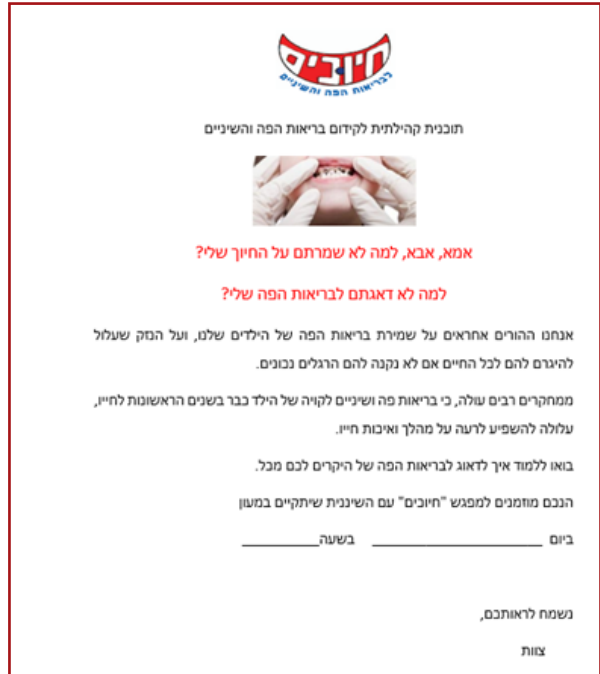 חיוכים
לבריאות הפה והשיניים
תוכנית קהילתית לקידום בריאות הפה והשיניים
אמא, אבא, למה לא שמרתם על החיוך שלי?
למה לא דאגתם לבריאות הפה שלי?
אנחנו ההורים אחראים על שמירת בריאות הפה של הילדים שלנו, ועל הנזק שעלול
להיגרם להם לכל החיים אם לא נקנה להם הרגלים נכונים.
ממחקרים רבים עולה, כי בריאות פה ושיניים לקויה של הילד כבר בשנים הראשונות לחייו,
עלולה להשפיע לרעה על מהלך ואיכות חייו.
בואו ללמוד איך לדאוג לבריאות הפה של היקרים לכם מכל.
הנכם מוזמנים למפגש "חיוכים" עם השיננית שיתקיים במעון
ביום ______________________ בשעה__________
נשמח לראותכם,
צוות